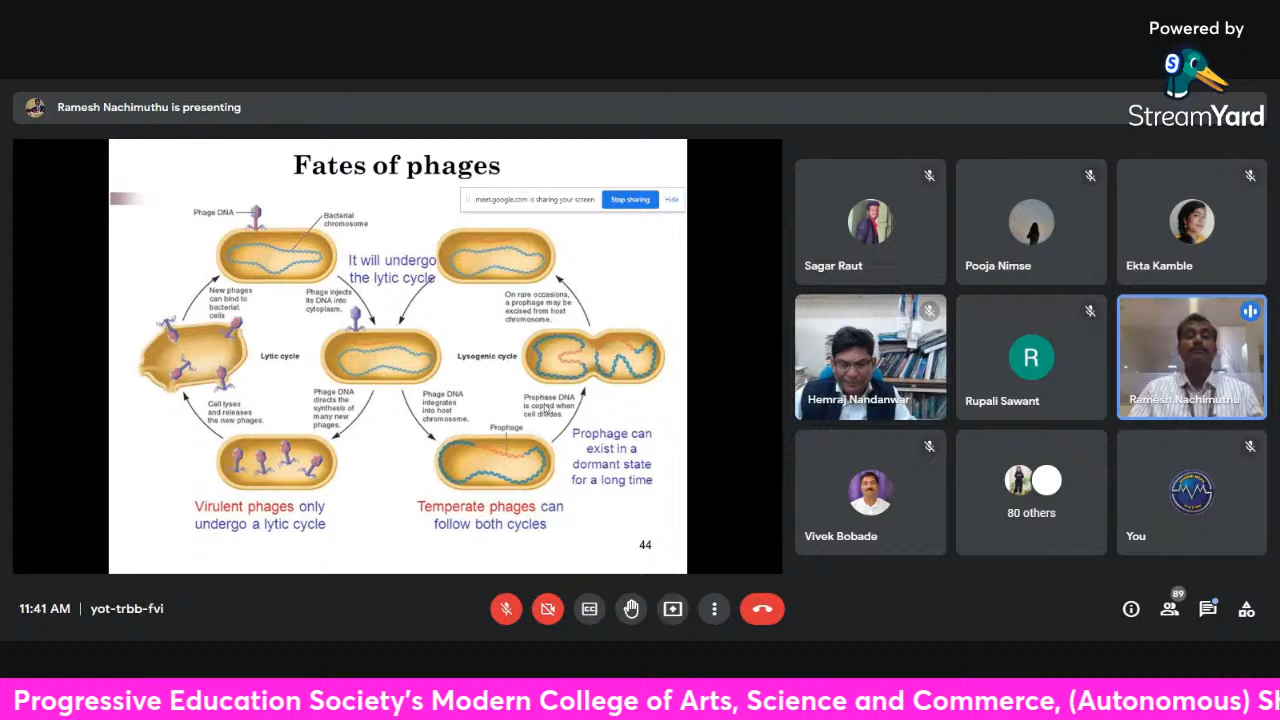 Powered by
S
StreamYard
Ramesh Nachimuthu is presenting
Fates of phages
meet.google.com is sharing your screen.
Stop sharing
Hide
Phage DNA
Bacterial
chromosome
It will undergo
the lytic cycle
New phages
can bind to
bacterial
cells
Phage injects
its DNA into
cytoplasm.
On rare occasions,
a prophage may be
excised from host
chromosome.
Lytic cycle
Lysogenic cycle
Cell lyses
and releases
the new phages.
Phage DNA
directs the
synthesis of
many new
phages.
Phage DNA
integrates
into host
chromosome.
Prophase DNA
is copied when
cell divides.
Prophage
Prophage can
exist in a
dormant state
for a long time
Virulent phages only
undergo a lytic cycle
Temperate phages can
follow both cycles
44
Sagar Raut
Pooja Nimse
Ekta Kamble
Hemraj Nandanwar
R
Rupali Sawant
Ramesh Nachimuthu
Vivek Bobade
80 others
You
11:41 AM | yot-trbb-fvi
89
Progressive Education Society's Modern College of Arts, Science and Commerce, (Autonomous) Sh